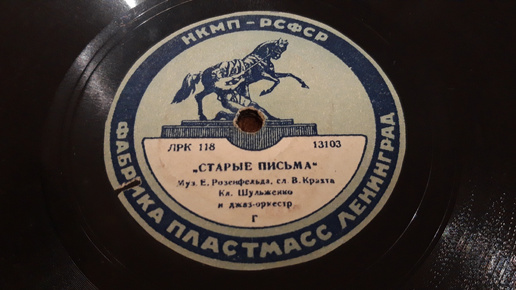 НКМП-РСФСР
ЛРК 118 13103
„СТАРЫЕ ПИСЬМА"
Муз. Е. Розенфельда, сл. В. Крахта
Кл. Шульженко
и джаз-оркестр
Г
ФАБРИКА ПЛАСТМАСС ЛЕНИНГРАД